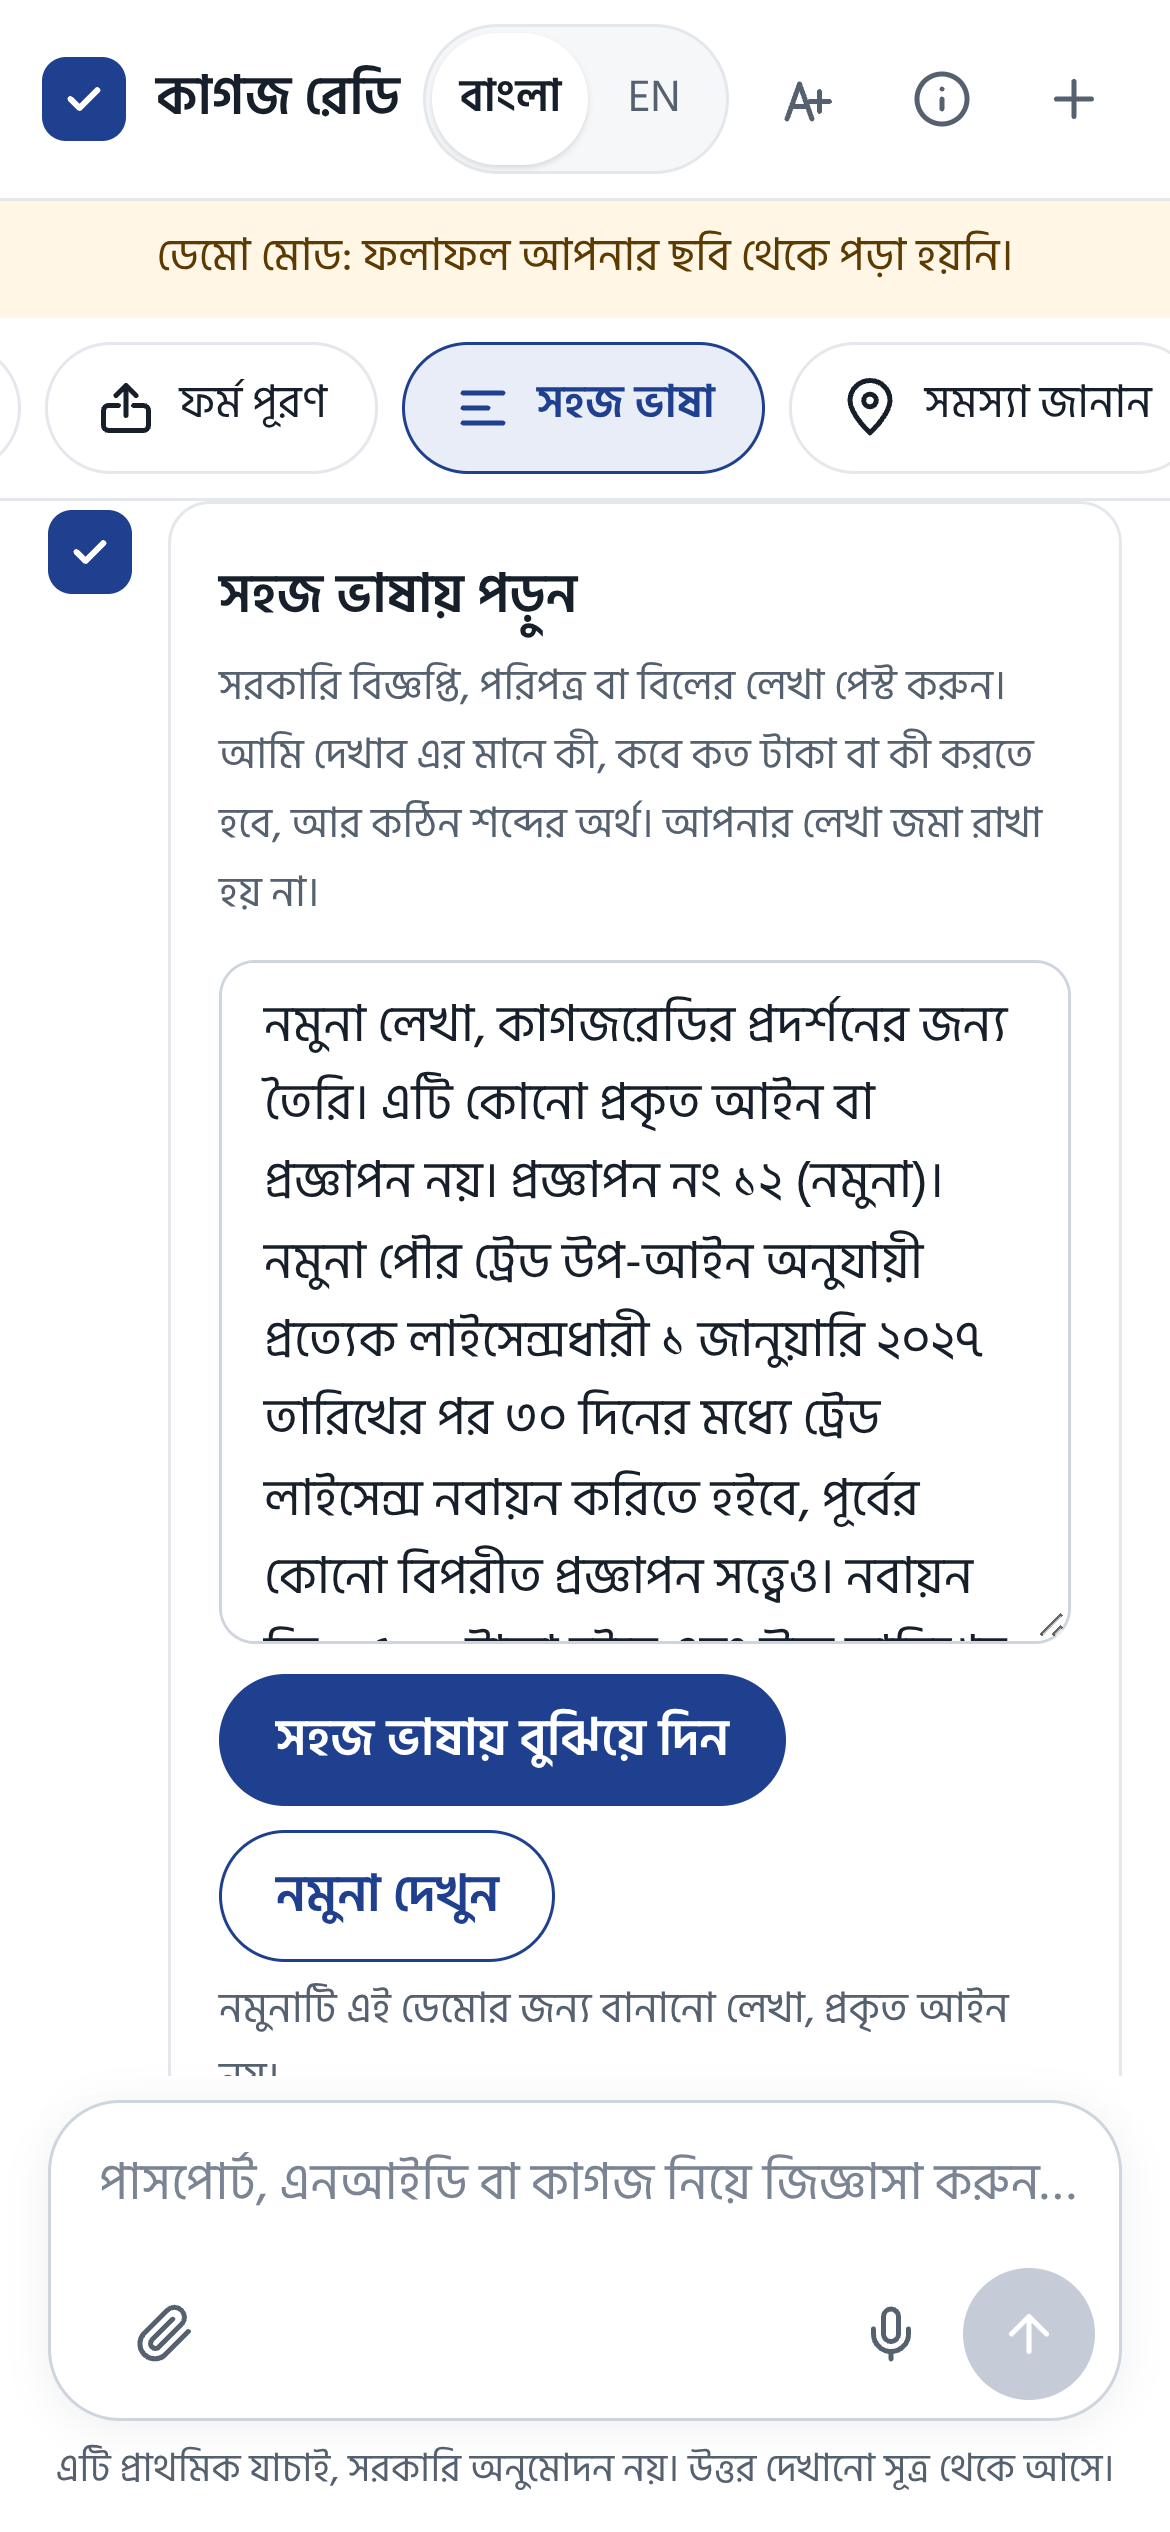 কাগজ রেডি বাংলা EN A+
ডেমো মোড: ফলাফল আপনার ছবি থেকে পড়া হয়নি।
ফর্ম পূরণ সহজ ভাষা সমস্যা জানান
সহজ ভাষায় পড়ুন
সরকারি বিজ্ঞপ্তি, পরিপত্র বা বিলের লেখা পেস্ট করুন।
আমি দেখাব এর মানে কী, কবে কত টাকা বা কী করতে
হবে, আর কঠিন শব্দের অর্থ। আপনার লেখা জমা রাখা
হয় না।
নমুনা লেখা, কাগজরেডির প্রদর্শনের জন্য
তৈরি। এটি কোনো প্রকৃত আইন বা
প্রজ্ঞাপন নয়। প্রজ্ঞাপন নং ১২ (নমুনা)।
নমুনা পৌর ট্রেড উপ-আইন অনুযায়ী
প্রত্যেক লাইসেন্সধারী ১ জানুয়ারি ২০২৭
তারিখের পর ৩০ দিনের মধ্যে ট্রেড
লাইসেন্স নবায়ন করিতে হইবে, পূর্বের
কোনো বিপরীত প্রজ্ঞাপন সত্ত্বেও। নবায়ন
সহজ ভাষায় বুঝিয়ে দিন
নমুনা দেখুন
নমুনাটি এই ডেমোর জন্য বানানো লেখা, প্রকৃত আইন
নয়।
পাসপোর্ট, এনআইডি বা কাগজ নিয়ে জিজ্ঞাসা করুন...
এটি প্রাথমিক যাচাই, সরকারি অনুমোদন নয়। উত্তর দেখানো সূত্র থেকে আসে।